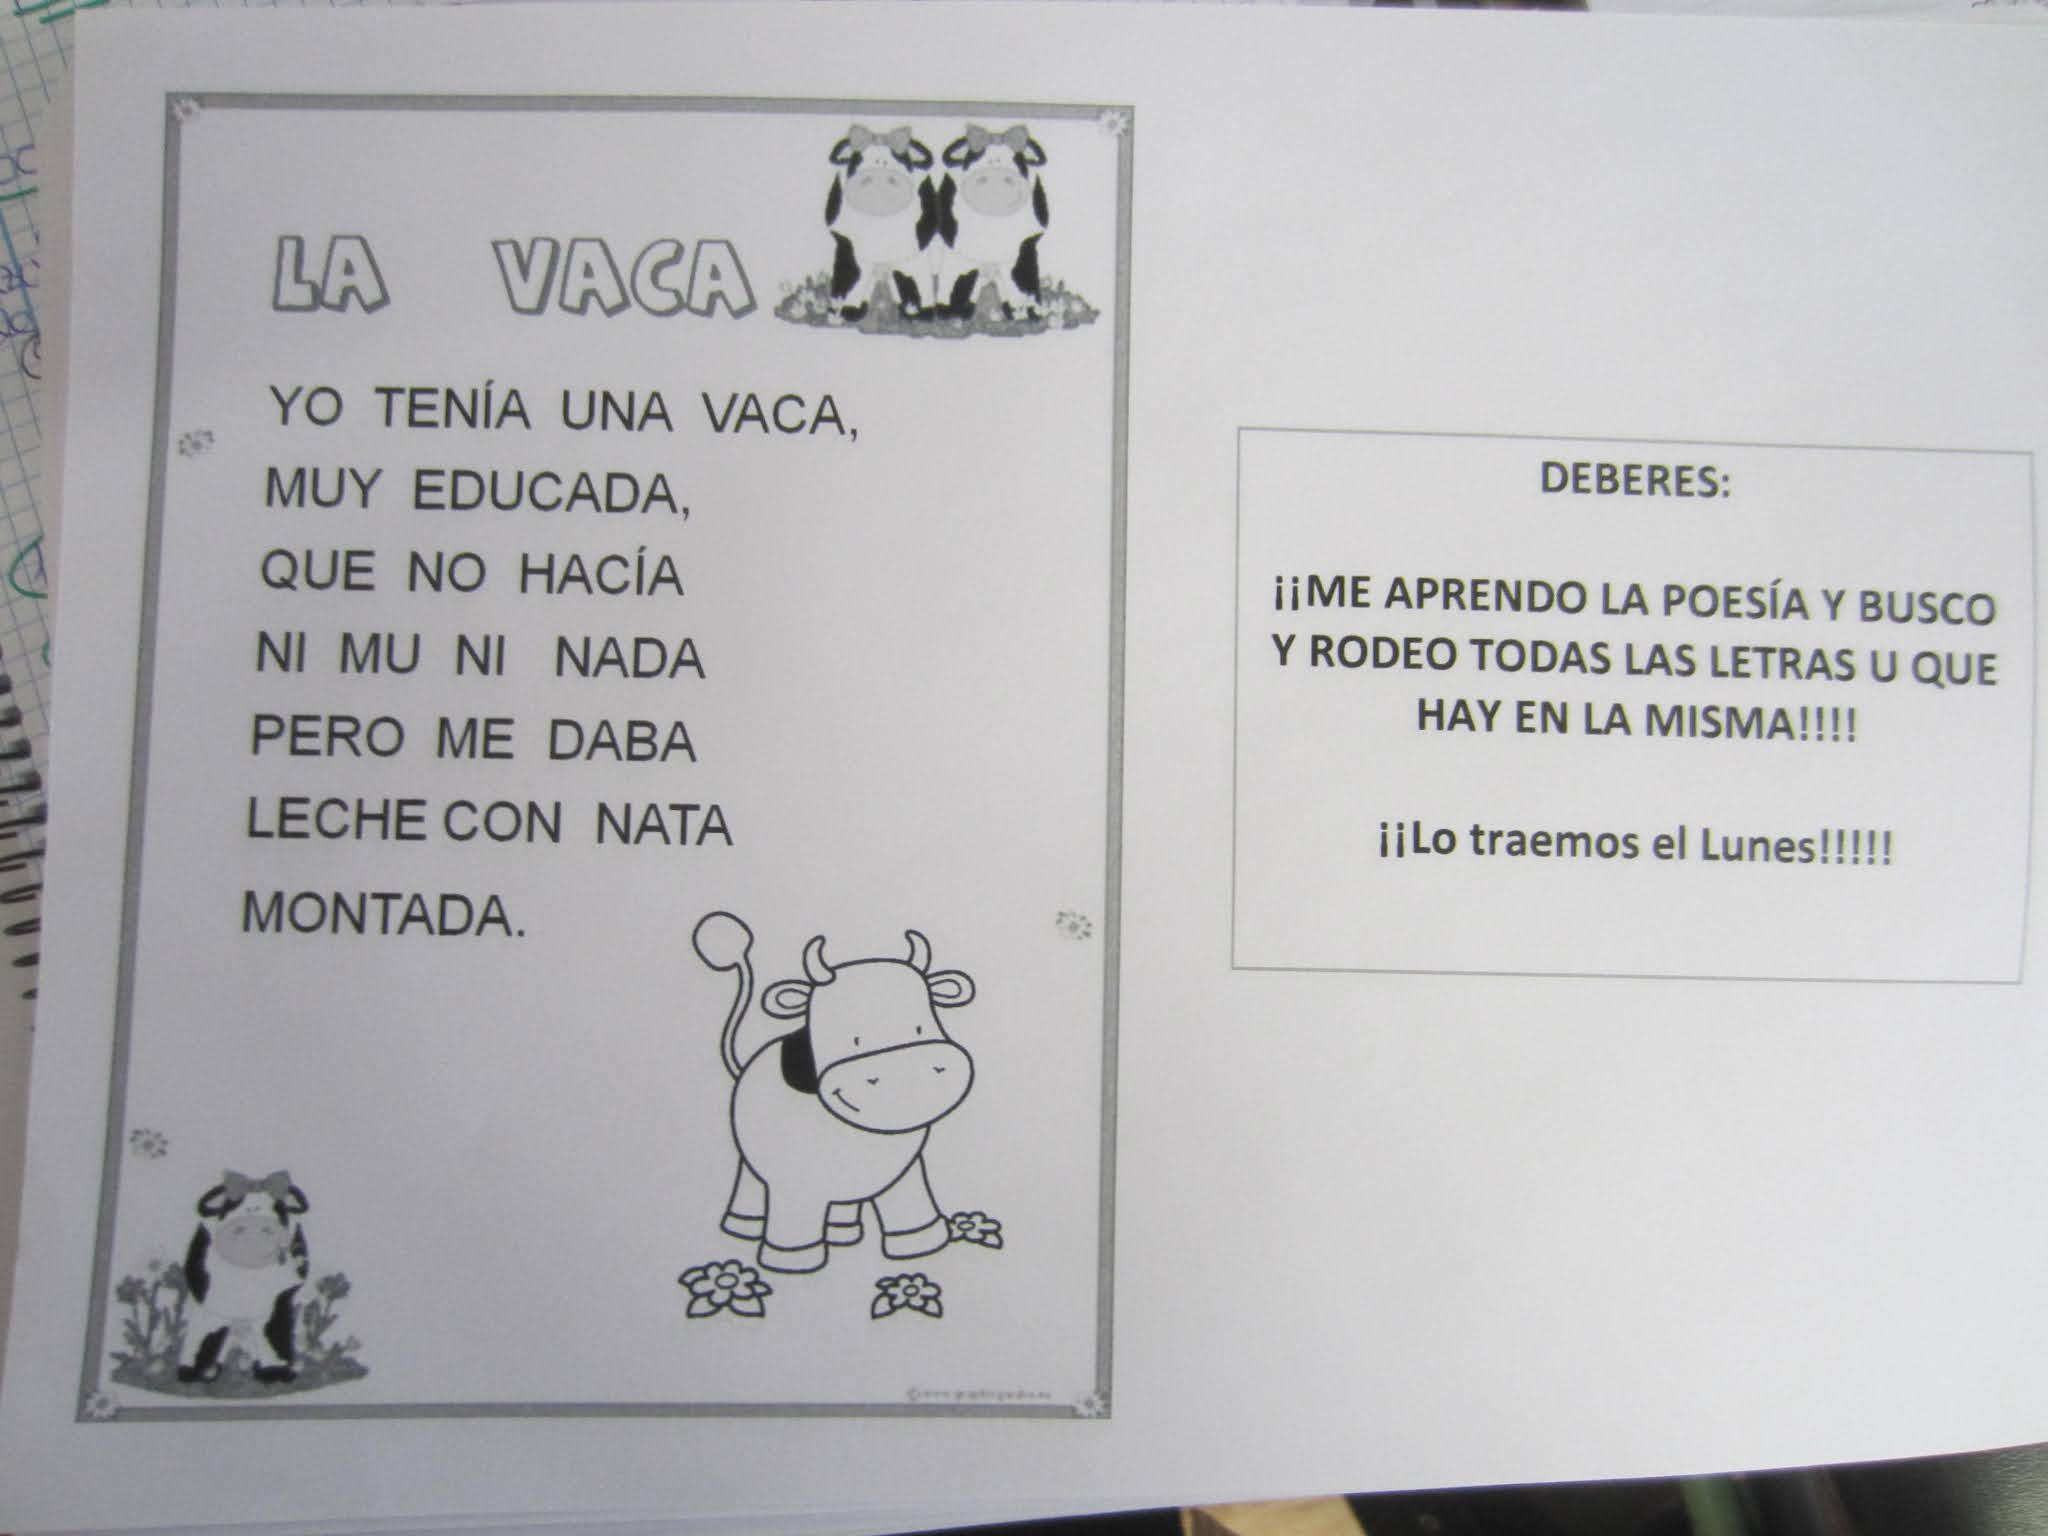 LA VACA
YO TENÍA UNA VACA,
MUY EDUCADA,
QUE NO HACÍA
NI MU NI NADA
PERO ME DABA
LECHE CON NATA
MONTADA.
DEBERES:
¡¡ME APRENDO LA POESÍA Y BUSCO
Y RODEO TODAS LAS LETRAS U QUE
HAY EN LA MISMA!!!!
¡¡Lo traemos el Lunes!!!!!